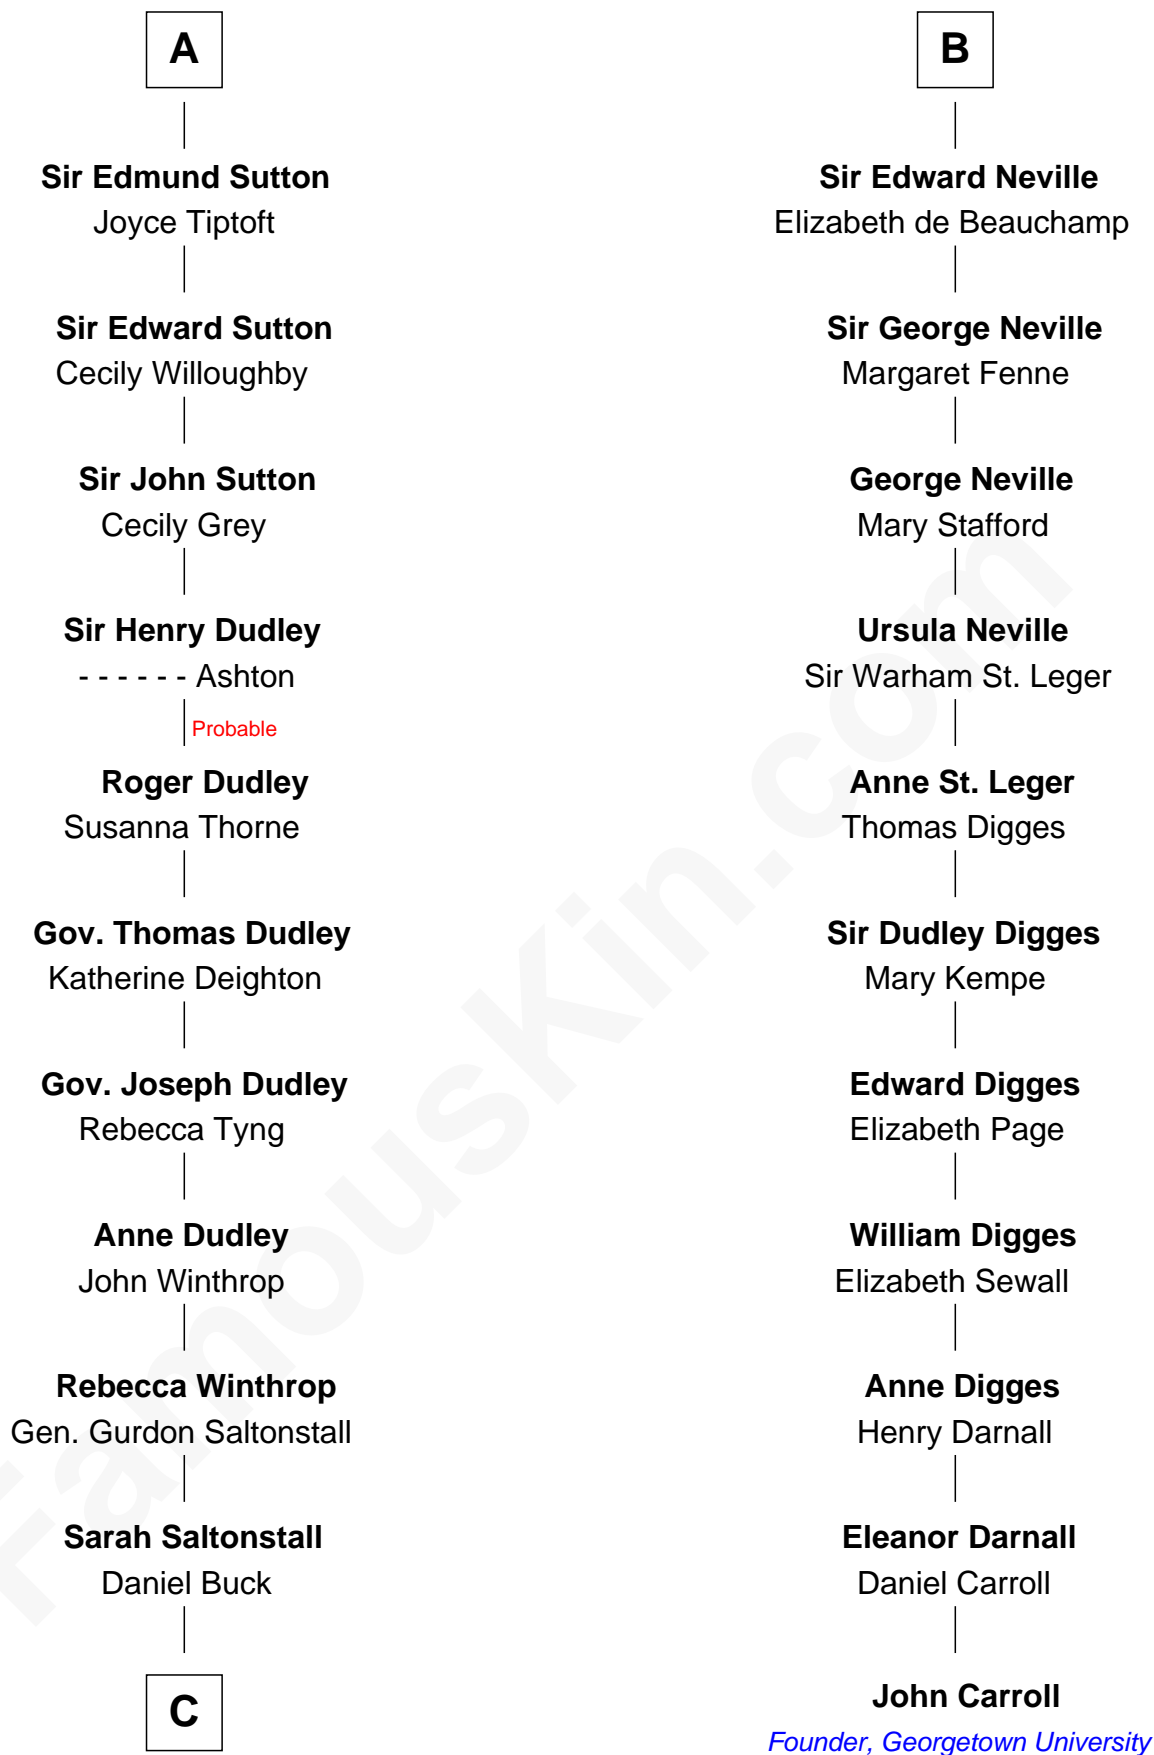 A
Sir Edmund Sutton
Joyce Tiptoft
Sir Edward Sutton
Cecily Willoughby
Sir John Sutton
Cecily Grey
Sir Henry Dudley
- - - - - - Ashton
Probable
Roger Dudley
Susanna Thorne
Gov. Thomas Dudley
Katherine Deighton
Gov. Joseph Dudley
Rebecca Tyng
Anne Dudley
John Winthrop
Rebecca Winthrop
Gen. Gurdon Saltonstall
Sarah Saltonstall
Daniel Buck
C
B
Sir Edward Neville
Elizabeth de Beauchamp
Sir George Neville
Margaret Fenne
George Neville
Mary Stafford
Ursula Neville
Sir Warham St. Leger
Anne St. Leger
Thomas Digges
Sir Dudley Digges
Mary Kempe
Edward Digges
Elizabeth Page
William Digges
Elizabeth Sewall
Anne Digges
Henry Darnall
Eleanor Darnall
Daniel Carroll
John Carroll
Founder, Georgetown University
FamousKin.com